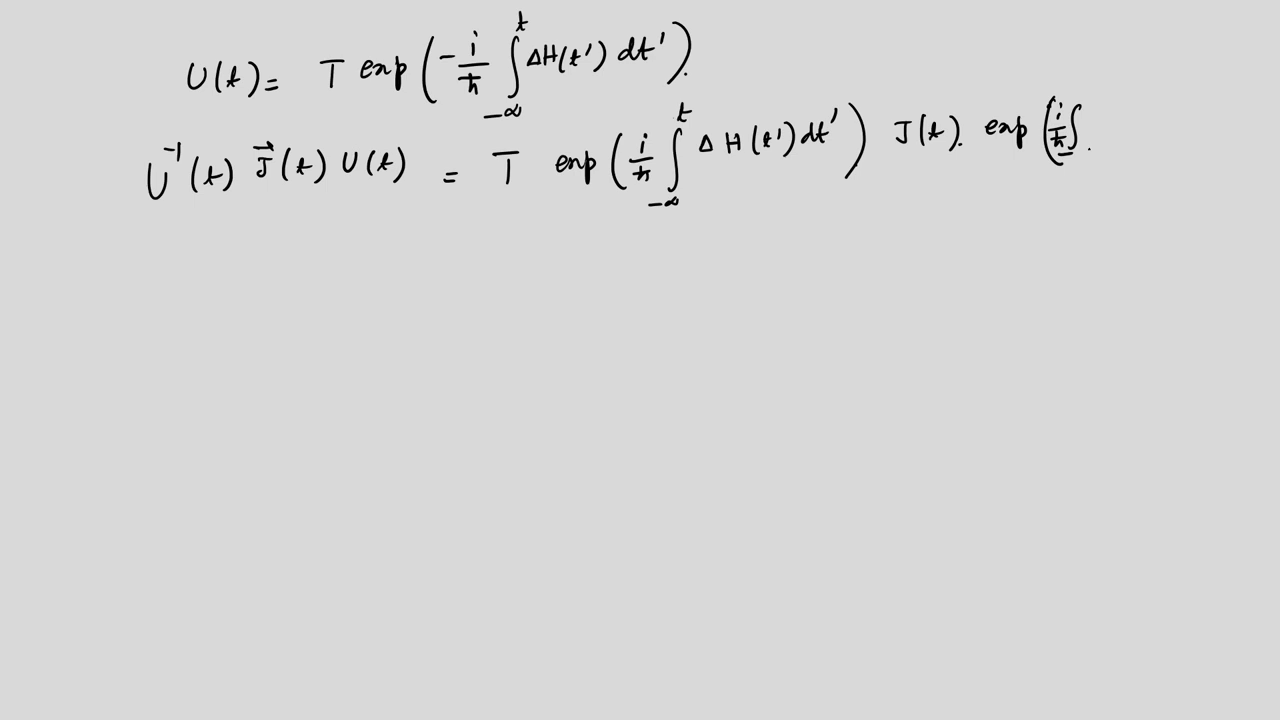 U(t) = T exp(-i/ħ ∫_{-∞}^{t} ΔH(t') dt').
U⁻¹(t) J⃗(t) U(t) = T exp(i/ħ ∫_{-∞}^{t} ΔH(t') dt') J(t). exp(i/ħ ∫.